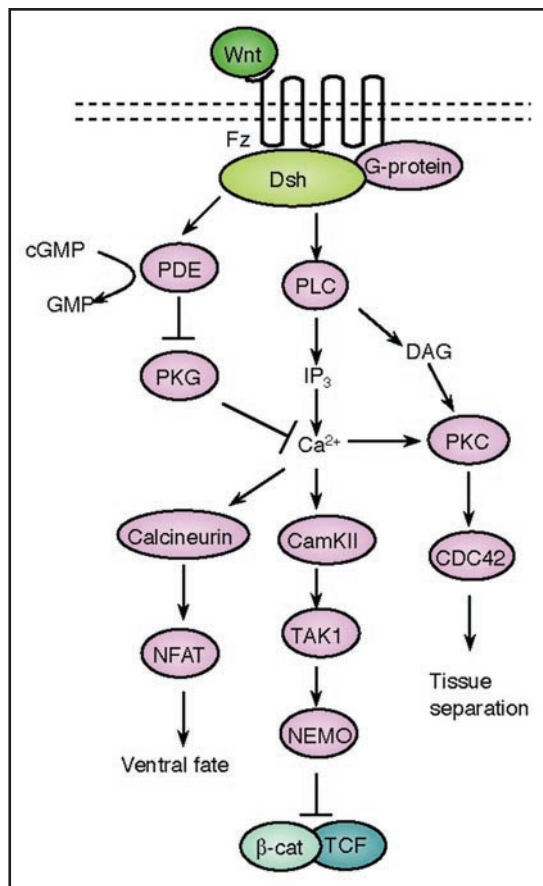 Wnt
Fz
G-protein
Dsh
cGMP
PDE
PLC
GMP
DAG
PKG
IP₃
Ca²⁺
PKC
Calcineurin
CamKII
CDC42
NFAT
TAK1
Tissue
separation
NEMO
Ventral fate
β-cat
TCF